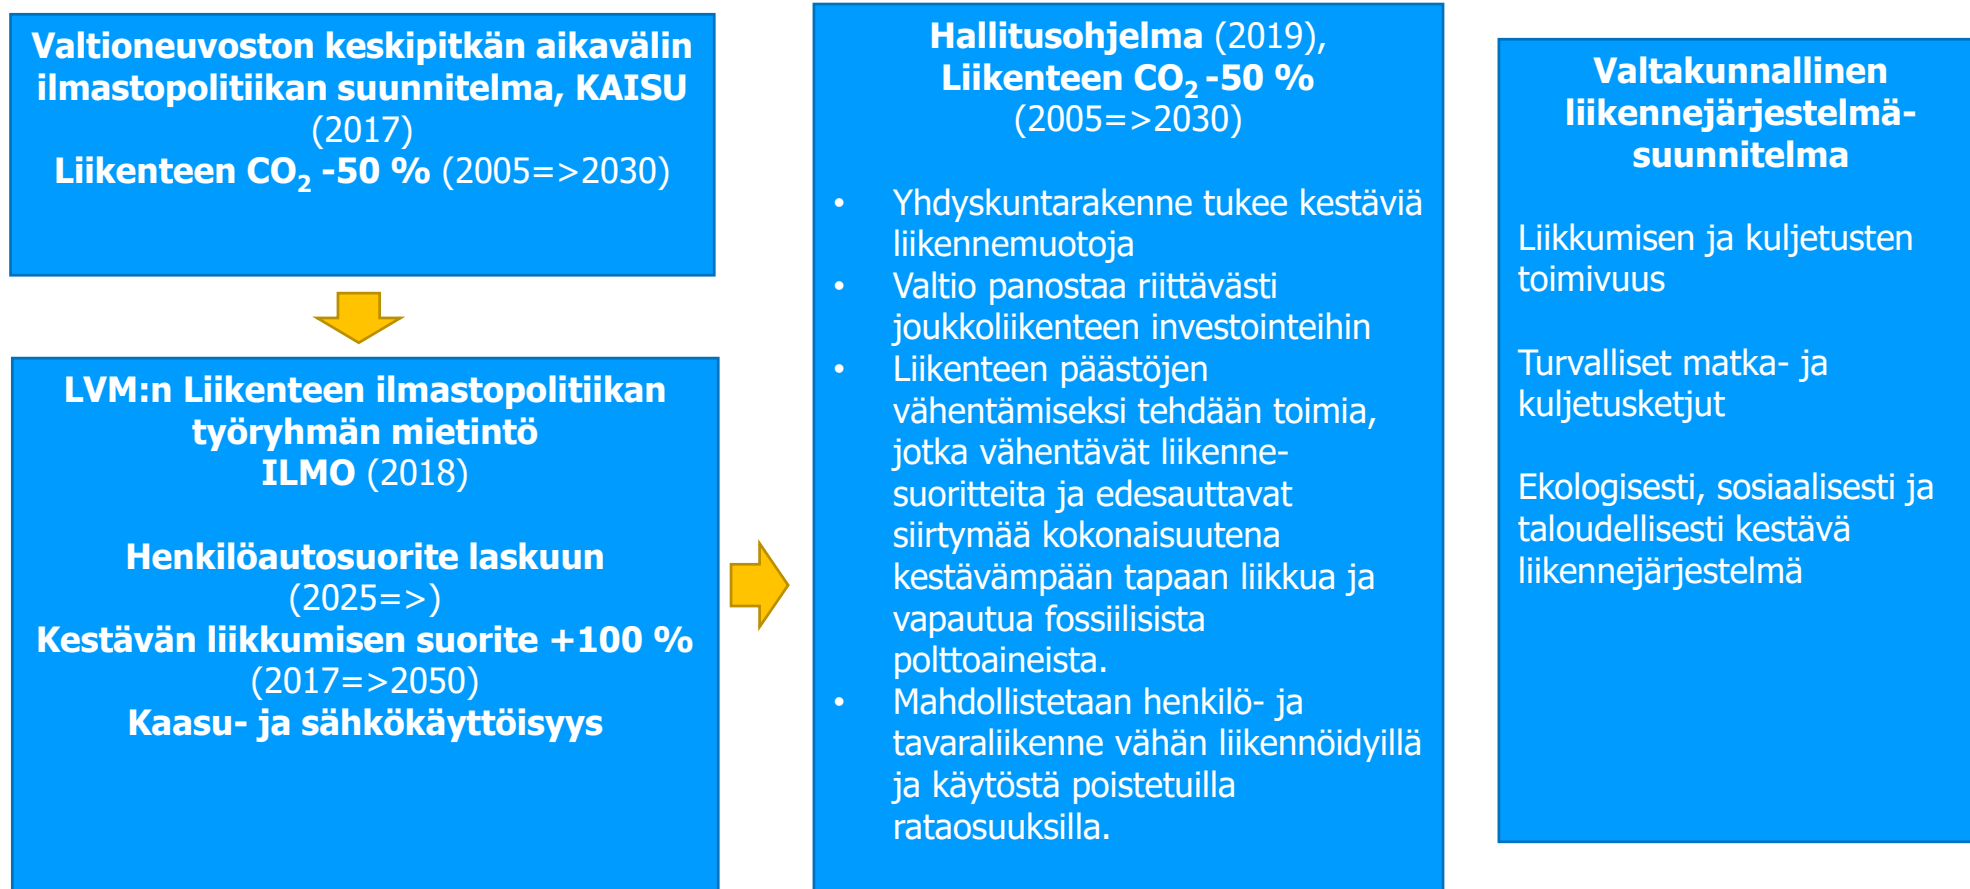 Valtioneuvoston keskipitkän aikavälin
ilmastopolitiikan suunnitelma, KAISU
(2017)
Liikenteen CO₂ -50 % (2005=>2030)
LVM:n Liikenteen ilmastopolitiikan
työryhmän mietintö
ILMO (2018)
Henkilöautosuorite laskuun
(2025=>)
Kestävän liikkumisen suorite +100 %
(2017=>2050)
Kaasu- ja sähkökäyttöisyys
Hallitusohjelma (2019),
Liikenteen CO₂ -50 %
(2005=>2030)
• Yhdyskuntarakenne tukee kestäviä
liikennemuotoja
• Valtio panostaa riittävästi
joukkoliikenteen investointeihin
• Liikenteen päästöjen
vähentämiseksi tehdään toimia,
jotka vähentävät liikenne-
suoritteita ja edesauttavat
siirtymää kokonaisuutena
kestävämpään tapaan liikkua ja
vapautua fossiilisista
polttoaineista.
• Mahdollistetaan henkilö- ja
tavaraliikenne vähän liikennöidyillä
ja käytöstä poistetuilla
rataosuuksilla.
Valtakunnallinen
liikennejärjestelmä-
suunnitelma
Liikkumisen ja kuljetusten
toimivuus
Turvalliset matka- ja
kuljetusketjut
Ekologisesti, sosiaalisesti ja
taloudellisesti kestävä
liikennejärjestelmä